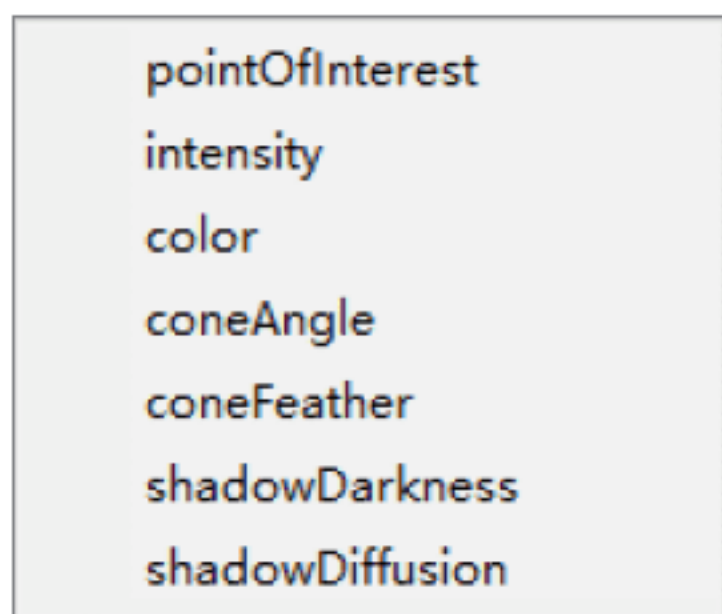 pointOfInterest
intensity
color
coneAngle
coneFeather
shadowDarkness
shadowDiffusion